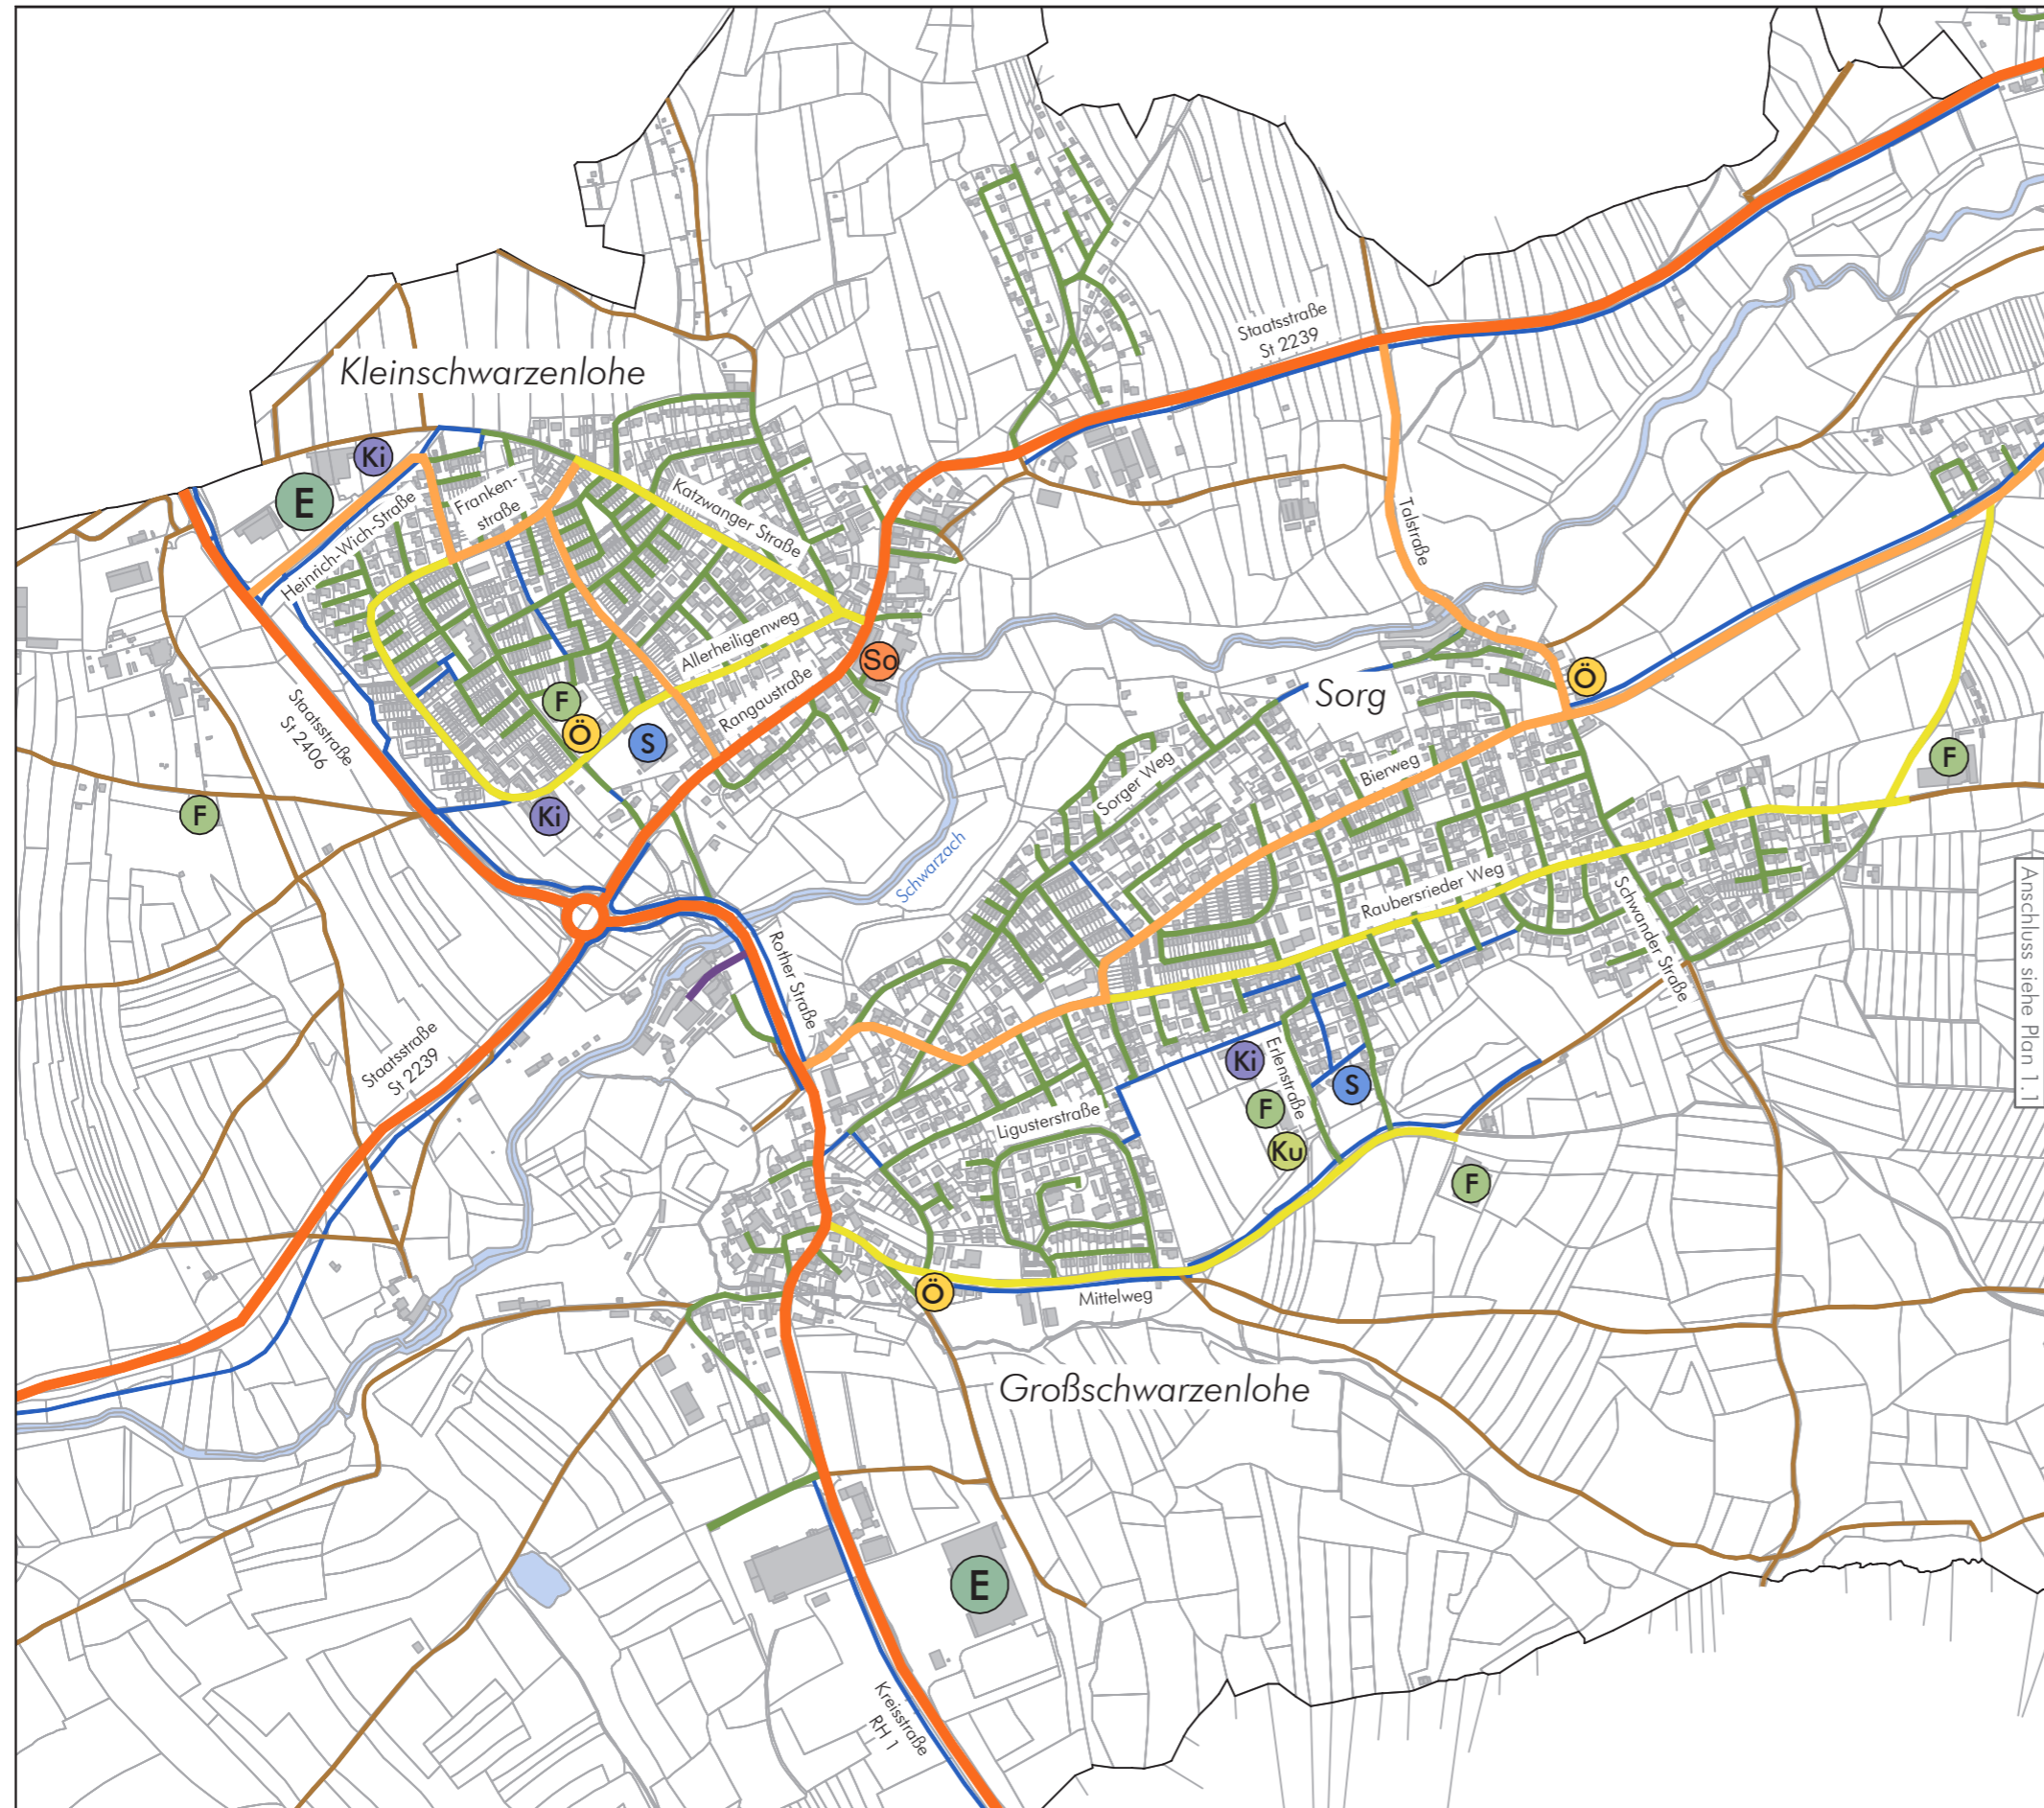 Kleinschwarzenlohe
Staatsstraße
St 2239
Ki
E
Heinrich-Wich-Straße
Franken-
straße
Katzwanger Straße
Talstraße
Allerheiligenweg
So
Rangaustraße
Sorg
Ö
F
Ö
S
Staatsstraße
St 2406
F
Ki
Sorger Weg
Bierweg
F
Schwarzach
Raubersrieder Weg
Schwander Straße
Anschluss siehe Plan 1.1
Rother Straße
Staatsstraße
St 2239
Ki
Erlenstraße
S
F
Ligusterstraße
Ku
F
Ö
Mittelweg
Großschwarzenlohe
E
Kreisstraße
RH 1